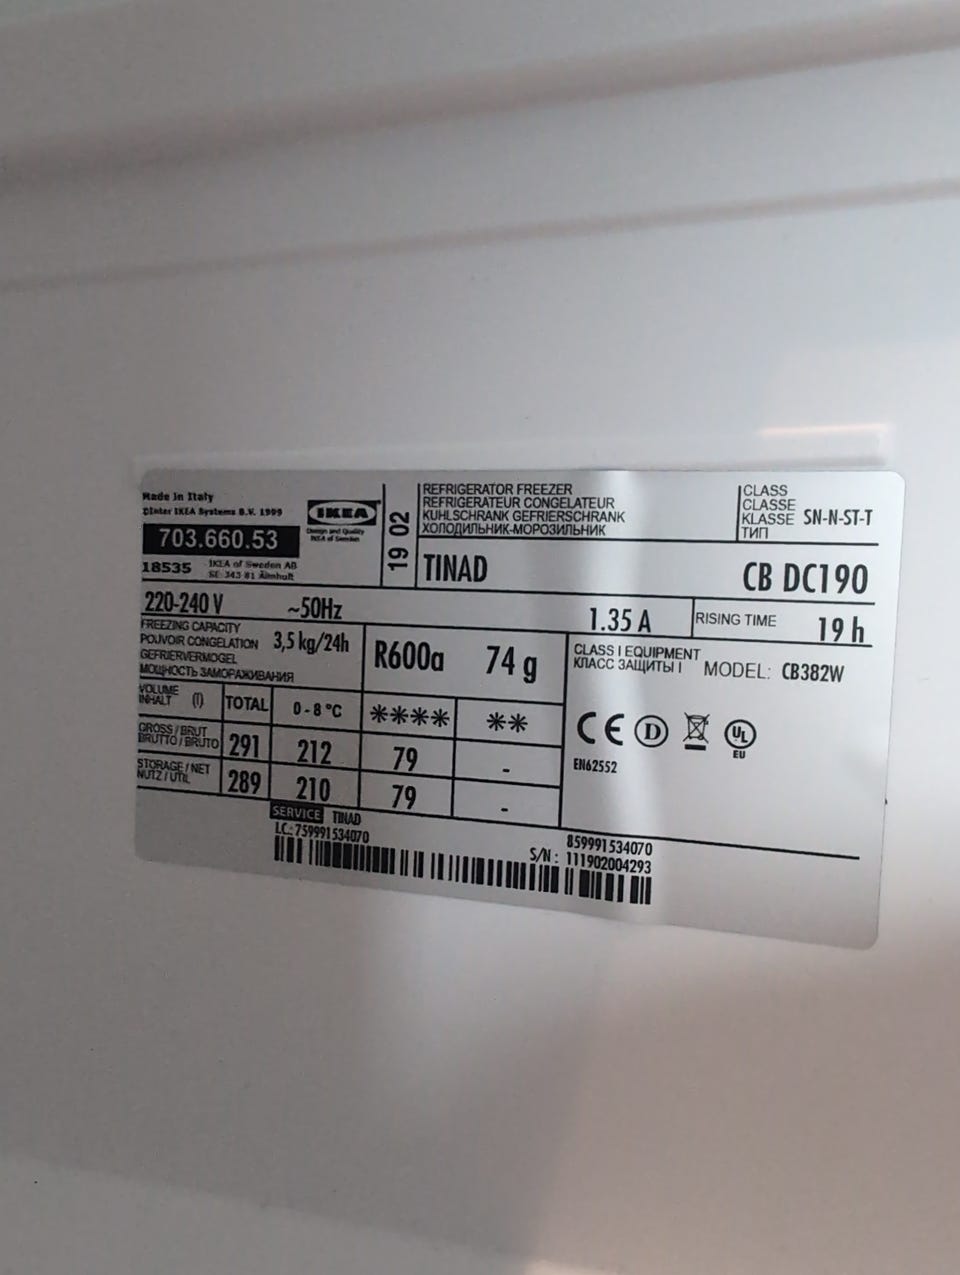 Made in Italy
©Inter IKEA Systems B.V. 1999
703.660.53
18535
IKEA of Sweden AB
SE 343 81 Älmhult
IKEA
Design and Quality
IKEA of Sweden
19 02
REFRIGERATOR FREEZER
REFRIGERATEUR CONGELATEUR
KUHLSCHRANK GEFRIERSCHRANK
ХОЛОДИЛЬНИК-МОРОЗИЛЬНИК
CLASS
CLASSE
KLASSE SN-N-ST-T
ТИП
TINAD CB DC190
220-240 V ~50Hz 1.35 A RISING TIME 19 h
FREEZING CAPACITY
POUVOIR CONGELATION 3,5 kg/24h
GEFRIERVERMOGEL
МОЩНОСТЬ ЗАМОРАЖИВАНИЯ
R600a 74 g
CLASS I EQUIPMENT
КЛАСС ЗАЩИТЫ I MODEL: CB382W
VOLUME
INHALT (l) TOTAL 0 - 8 °C **** **
GROSS/BRUT
BRUTTO/BRUTO 291 212 79 -
STORAGE/NET
NUTZ/UTIL 289 210 79 -
CE D UL
EU
EN62552
SERVICE TINAD
LC: 759991534070
859991534070
S/N: 111902004293